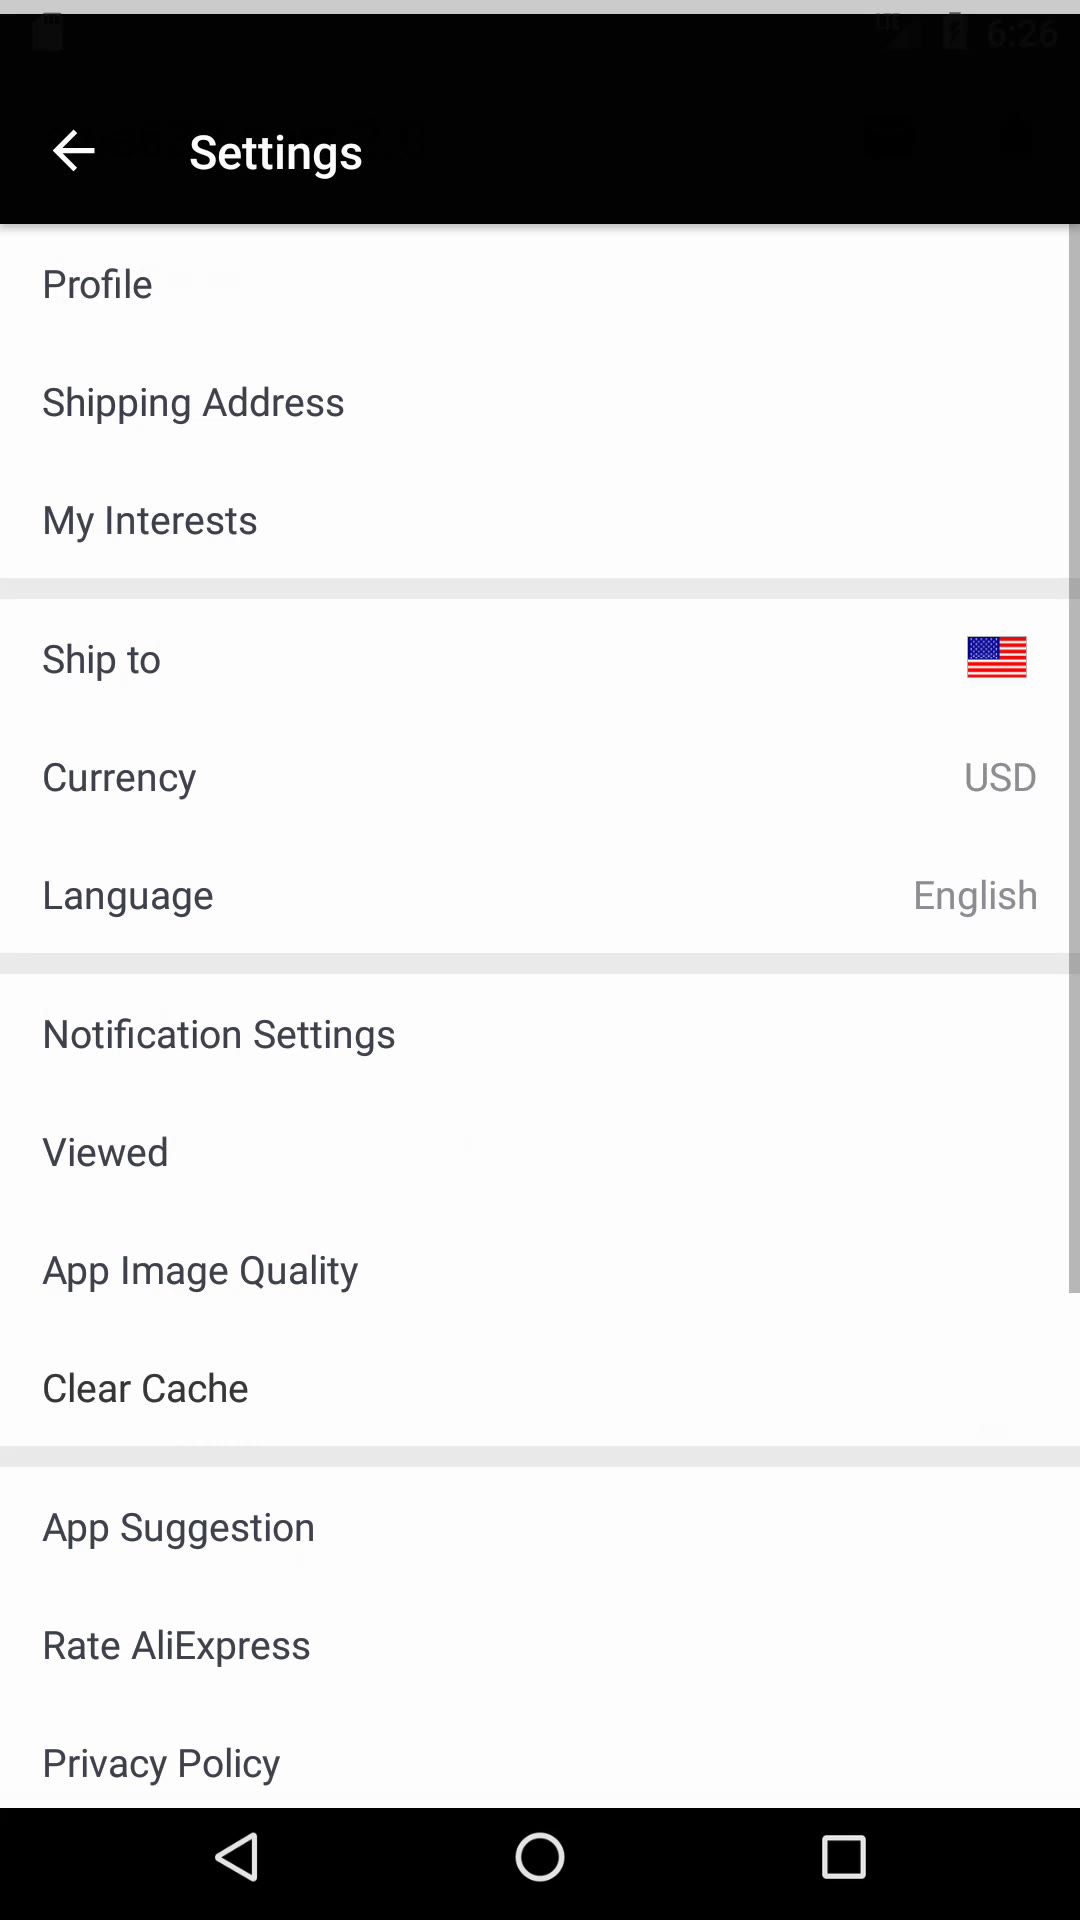 LTE 6:26
Settings
Profile
Shipping Address
My Interests
Ship to
Currency USD
Language English
Notification Settings
Viewed
App Image Quality
Clear Cache
App Suggestion
Rate AliExpress
Privacy Policy